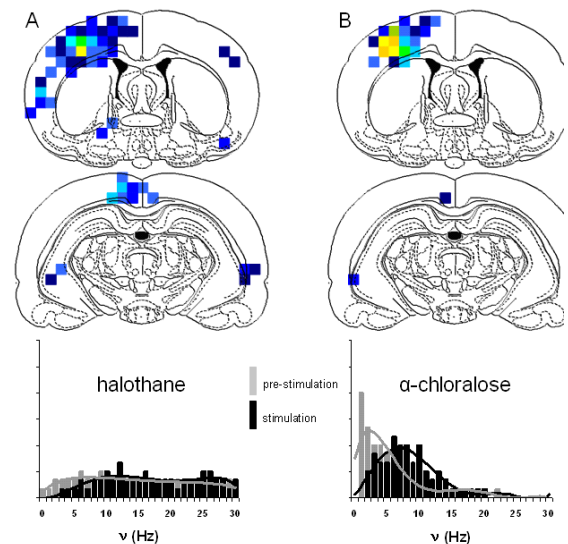 A
B
halothane
pre-stimulation
stimulation
α-chloralose
0 5 10 15 20 25 30
0 5 10 15 20 25 30
ν (Hz)
ν (Hz)